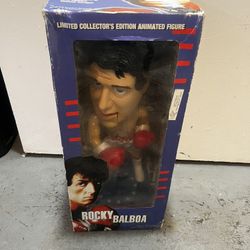 LIMITED COLLECTOR'S EDITION ANIMATED FIGURE
ROCKY BALBOA